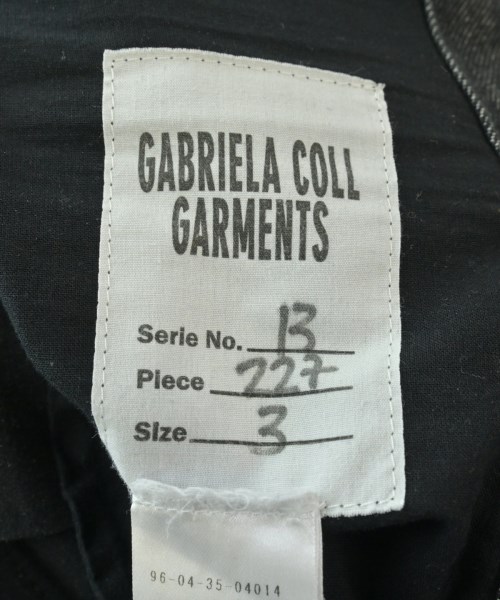 GABRIELA COLL
GARMENTS
Serie No. 13
Piece 227
Size 3
96-04-35-04014